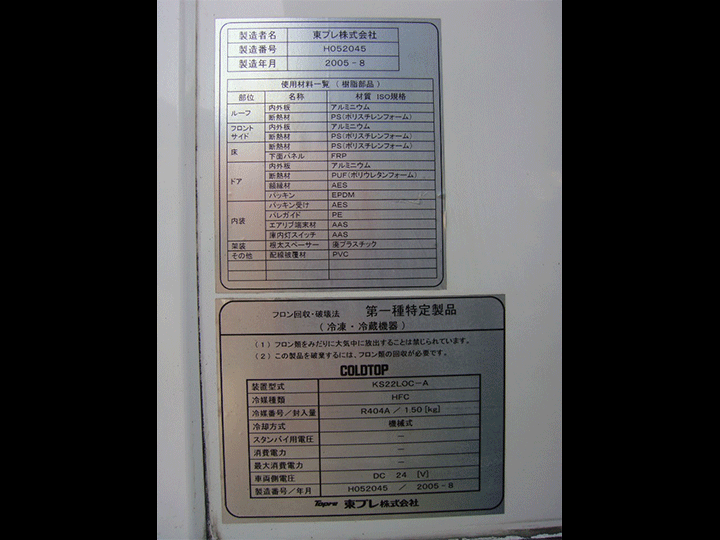 製造者名 東プレ株式会社
製造番号 H052045
製造年月 2005-8
使用材料一覧(樹脂部品)
部位 名称 材質 ISO規格
ルーフ 内外板 アルミニウム
断熱材 PS(ポリスチレンフォーム)
フロントサイド 内外板 アルミニウム
断熱材 PS(ポリスチレンフォーム)
床 断熱材 PS(ポリスチレンフォーム)
下面パネル FRP
ドア 内外板 アルミニウム
断熱材 PUF(ポリウレタンフォーム)
額縁材 AES
パッキン EPDM
内装 パッキン受け AES
バレガイド PE
エアリブ端末材 AAS
庫内灯スイッチ AAS
架装 根太スペーサー 廃プラスチック
その他 配線被覆材 PVC
フロン回収・破壊法 第一種特定製品
(冷凍・冷蔵機器)
(1)フロン類をみだりに大気中に放出することは禁じられています。
(2)この製品を破棄するには、フロン類の回収が必要です。
COLDTOP
装置型式 KS22LOC-A
冷媒種類 HFC
冷媒番号/封入量 R404A / 1.50 [kg]
冷却方式 機械式
スタンバイ用電圧 -
消費電力 -
最大消費電力 -
車両側電圧 DC 24 [V]
製造番号/年月 H052045 / 2005-8
Topre 東プレ株式会社